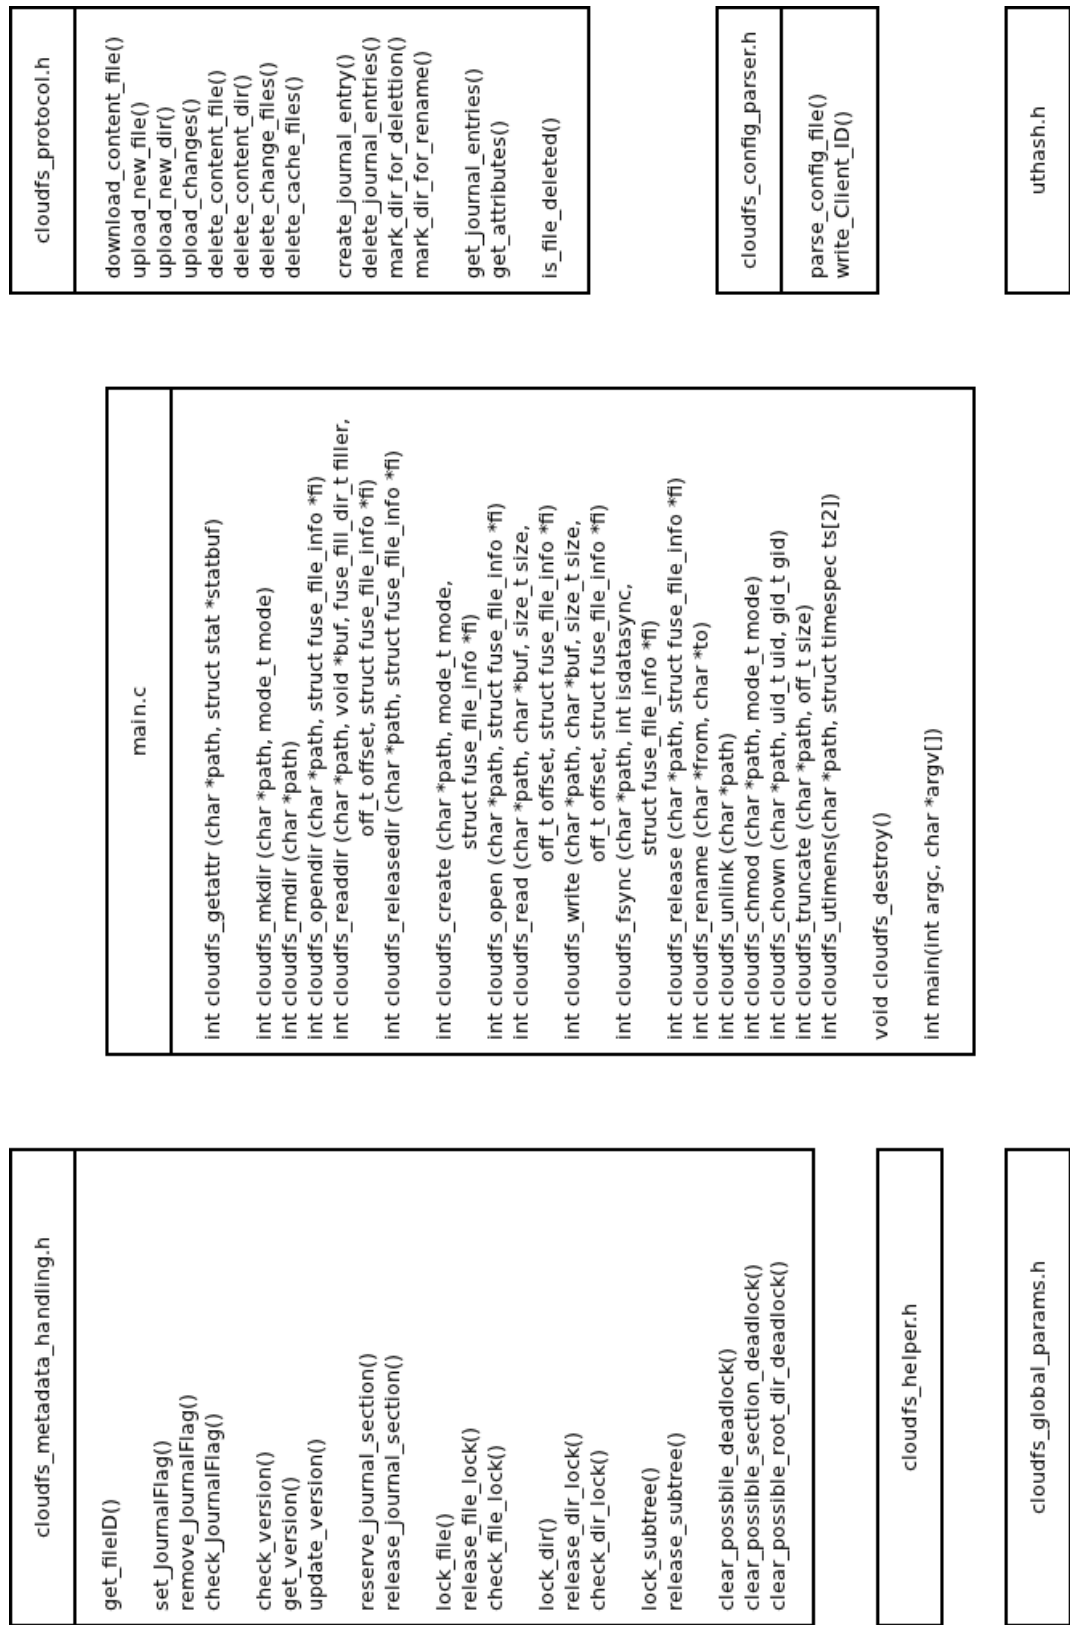 cloudfs_metadata_handling.h
get_fileID()
set_JournalFlag()
remove_JournalFlag()
check_JournalFlag()
check_version()
get_version()
update_version()
reserve_journal_section()
release_journal_section()
lock_file()
release_file_lock()
check_file_lock()
lock_dir()
release_dir_lock()
check_dir_lock()
lock_subtree()
release_subtree()
clear_possbile_deadlock()
clear_possible_section_deadlock()
clear_possible_root_dir_deadlock()
cloudfs_helper.h
cloudfs_global_params.h
main.c
int cloudfs_getattr (char *path, struct stat *statbuf)
int cloudfs_mkdir (char *path, mode_t mode)
int cloudfs_rmdir (char *path)
int cloudfs_opendir (char *path, struct fuse_file_info *fi)
int cloudfs_readdir (char *path, void *buf, fuse_fill_dir_t filler,
off_t offset, struct fuse_file_info *fi)
int cloudfs_releasedir (char *path, struct fuse_file_info *fi)
int cloudfs_create (char *path, mode_t mode,
struct fuse_file_info *fi)
int cloudfs_open (char *path, struct fuse_file_info *fi)
int cloudfs_read (char *path, char *buf, size_t size,
off_t offset, struct fuse_file_info *fi)
int cloudfs_write (char *path, char *buf, size_t size,
off_t offset, struct fuse_file_info *fi)
int cloudfs_fsync (char *path, int isdatasync,
struct fuse_file_info *fi)
int cloudfs_release (char *path, struct fuse_file_info *fi)
int cloudfs_rename (char *from, char *to)
int cloudfs_unlink (char *path)
int cloudfs_chmod (char *path, mode_t mode)
int cloudfs_chown (char *path, uid_t uid, gid_t gid)
int cloudfs_truncate (char *path, off_t size)
int cloudfs_utimens(char *path, struct timespec ts[2])
void cloudfs_destroy()
int main(int argc, char *argv[])
cloudfs_protocol.h
download_content_file()
upload_new_file()
upload_new_dir()
upload_changes()
delete_content_file()
delete_content_dir()
delete_change_files()
delete_cache_files()
create_journal_entry()
delete_journal_entries()
mark_dir_for_delettion()
mark_dir_for_rename()
get_journal_entries()
get_attributes()
is_file_deleted()
cloudfs_config_parser.h
parse_config_file()
write_Client_ID()
uthash.h